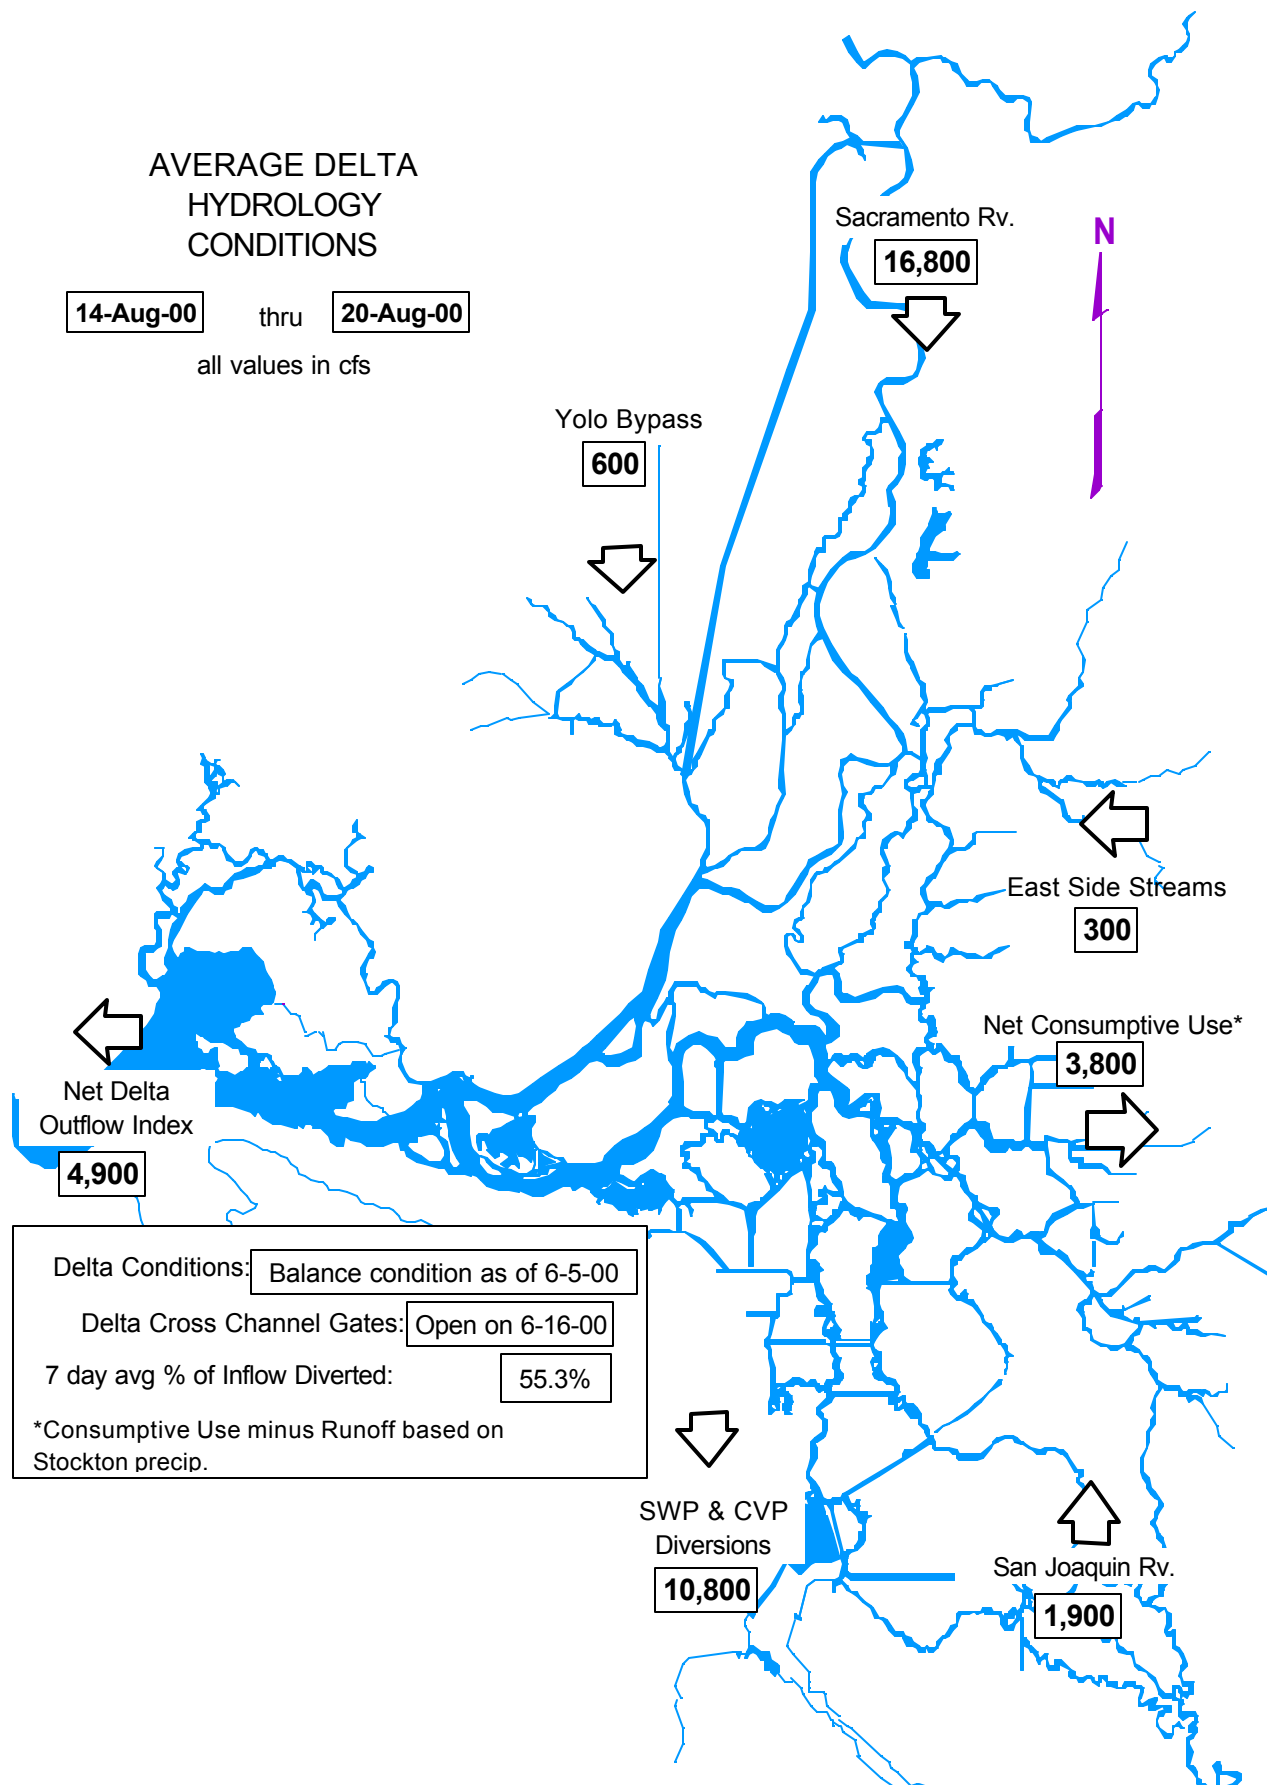 AVERAGE DELTA
HYDROLOGY
CONDITIONS
14-Aug-00 thru 20-Aug-00
all values in cfs
Sacramento Rv.
16,800
N
Yolo Bypass
600
East Side Streams
300
Net Consumptive Use*
3,800
Net Delta
Outflow Index
4,900
Delta Conditions: Balance condition as of 6-5-00
Delta Cross Channel Gates: Open on 6-16-00
7 day avg % of Inflow Diverted: 55.3%
*Consumptive Use minus Runoff based on
Stockton precip.
SWP & CVP
Diversions
10,800
San Joaquin Rv.
1,900